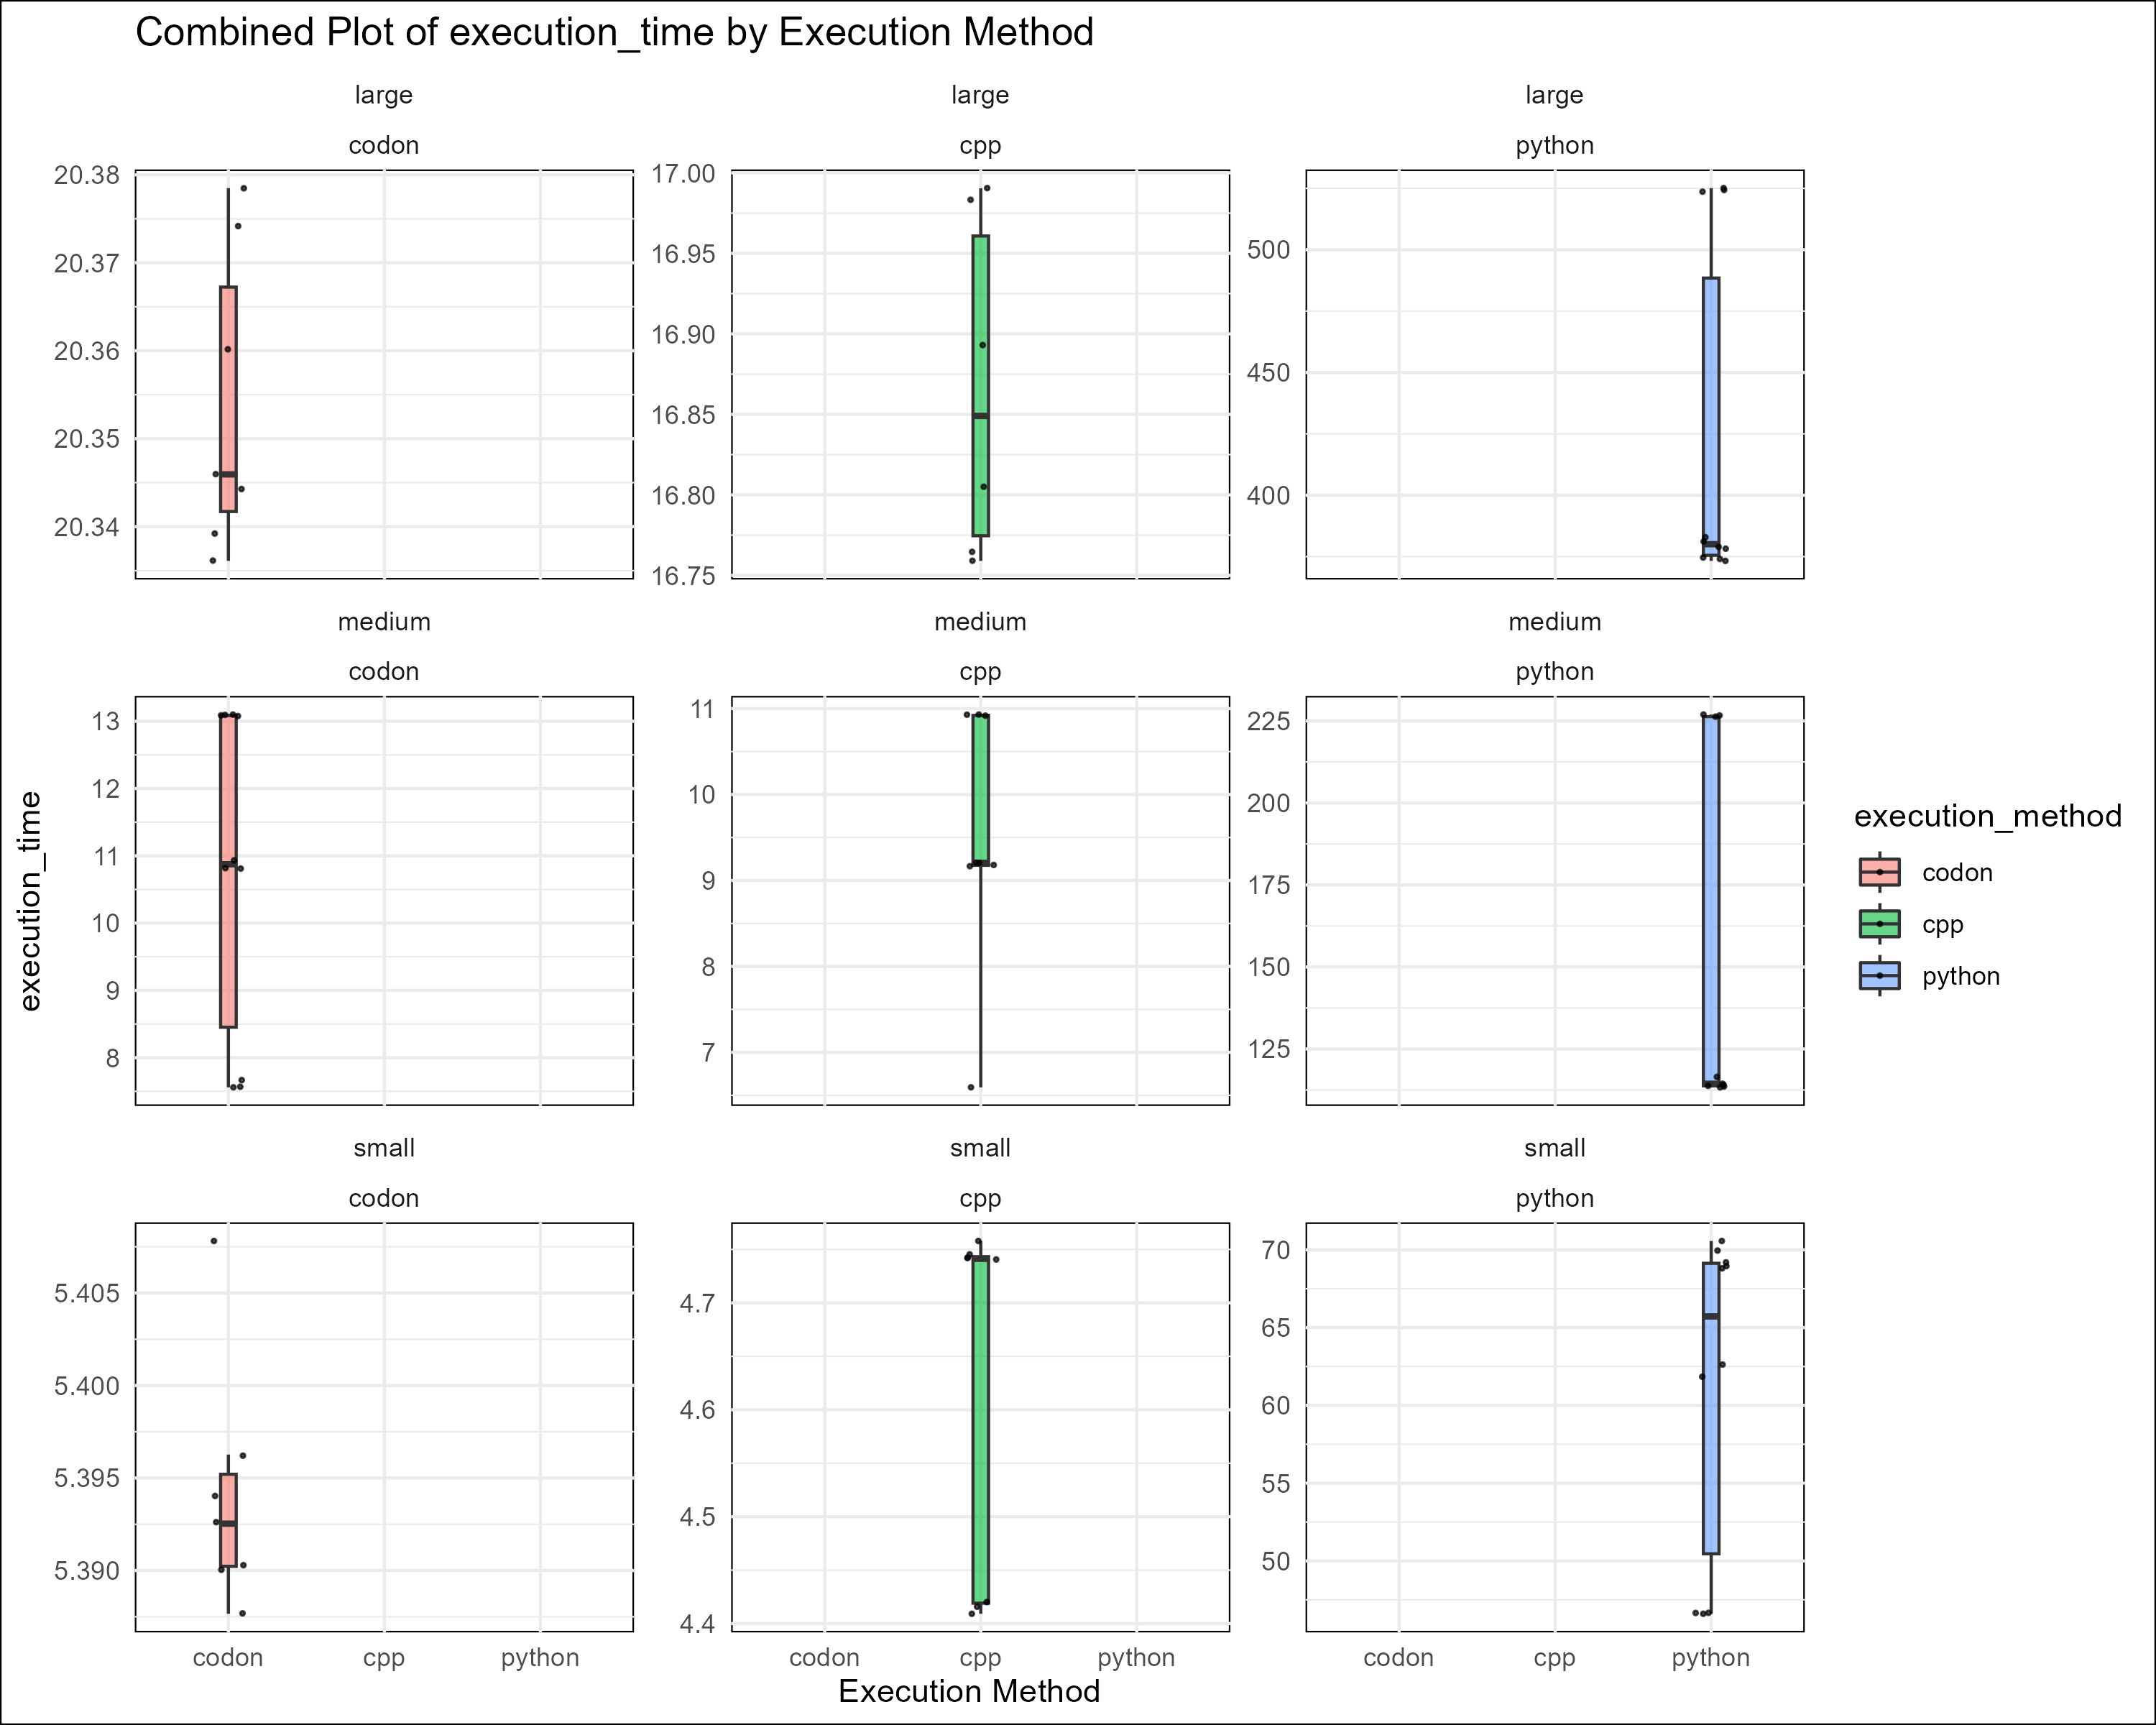 Combined Plot of execution_time by Execution Method
large
codon
20.38
20.37
20.36
20.35
20.34
large
cpp
17.00
16.95
16.90
16.85
16.80
16.75
large
python
500
450
400
medium
codon
13
12
11
10
9
8
medium
cpp
11
10
9
8
7
medium
python
225
200
175
150
125
small
codon
5.405
5.400
5.395
5.390
codon cpp python
small
cpp
4.7
4.6
4.5
4.4
codon cpp python
small
python
70
65
60
55
50
codon cpp python
execution_time
Execution Method
execution_method
codon
cpp
python